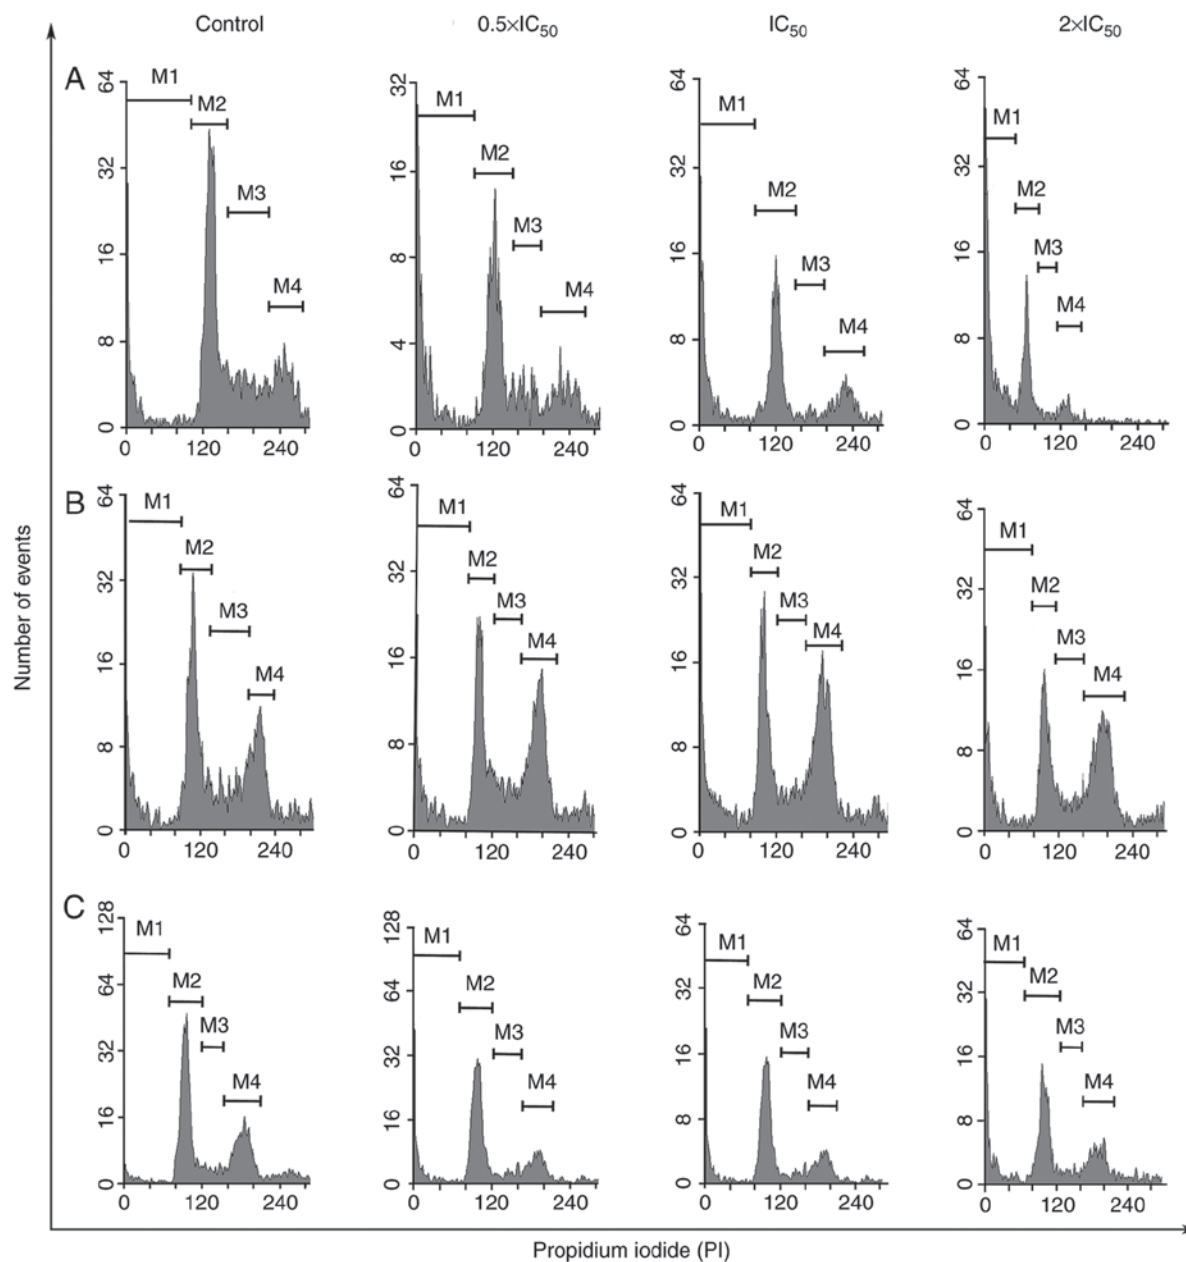 Control 0.5×IC50 IC50 2×IC50
A
64 32 16 8 0
M1 M2 M3 M4
0 120 240
32 16 8 4 0
M1 M2 M3 M4
0 120 240
64 32 16 8 0
M1 M2 M3 M4
0 120 240
64 32 16 8 0
M1 M2 M3 M4
0 120 240
B
64 32 16 8 0
M1 M2 M3 M4
0 120 240
64 32 16 8 0
M1 M2 M3 M4
0 120 240
64 32 16 8 0
M1 M2 M3 M4
0 120 240
64 32 16 8 0
M1 M2 M3 M4
0 120 240
C
128 64 32 16 0
M1 M2 M3 M4
0 120 240
128 64 32 16 0
M1 M2 M3 M4
0 120 240
64 32 16 8 0
M1 M2 M3 M4
0 120 240
64 32 16 8 0
M1 M2 M3 M4
0 120 240
Number of events
Propidium iodide (PI)